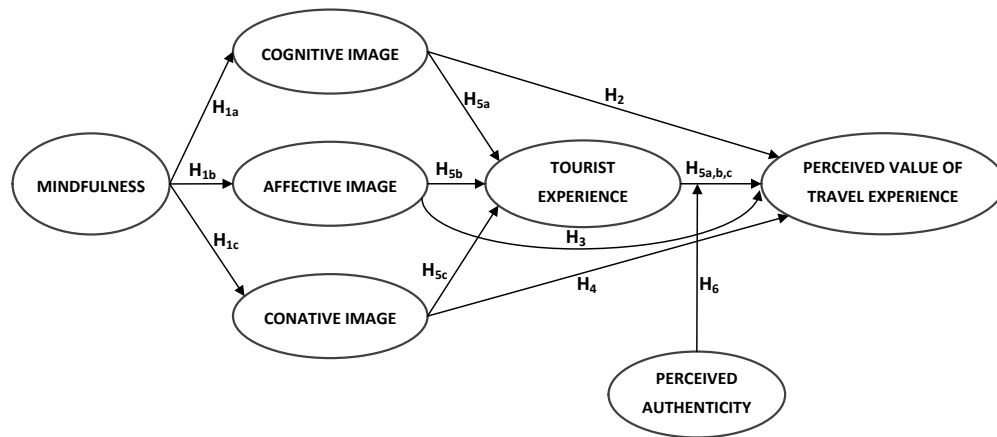 COGNITIVE IMAGE
H1a
H5a
H2
MINDFULNESS
H1b
AFFECTIVE IMAGE
H5b
TOURIST
EXPERIENCE
H5a,b,c
PERCEIVED VALUE OF
TRAVEL EXPERIENCE
H3
H1c
H5c
H4
H6
CONATIVE IMAGE
PERCEIVED
AUTHENTICITY